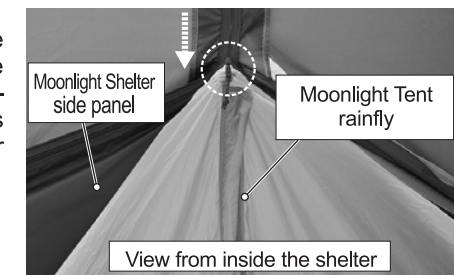 e
e
-
s
r
Moonlight Shelter
side panel
Moonlight Tent
rainfly
View from inside the shelter